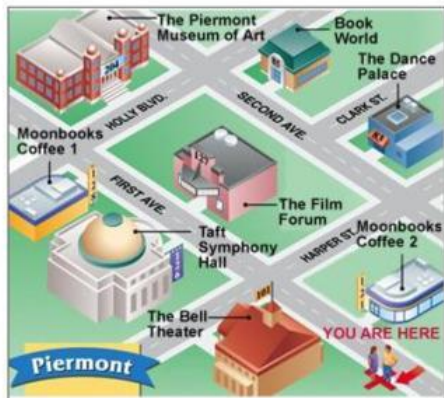 The Piermont
Museum of Art
Book
World
The Dance
Palace
HOLLY BLVD.
SECOND AVE.
CLARK ST.
Moonbooks
Coffee 1
FIRST AVE.
The Film
Forum
Taft
Symphony
Hall
HARPER ST.
Moonbooks
Coffee 2
The Bell
Theater
YOU ARE HERE
Piermont